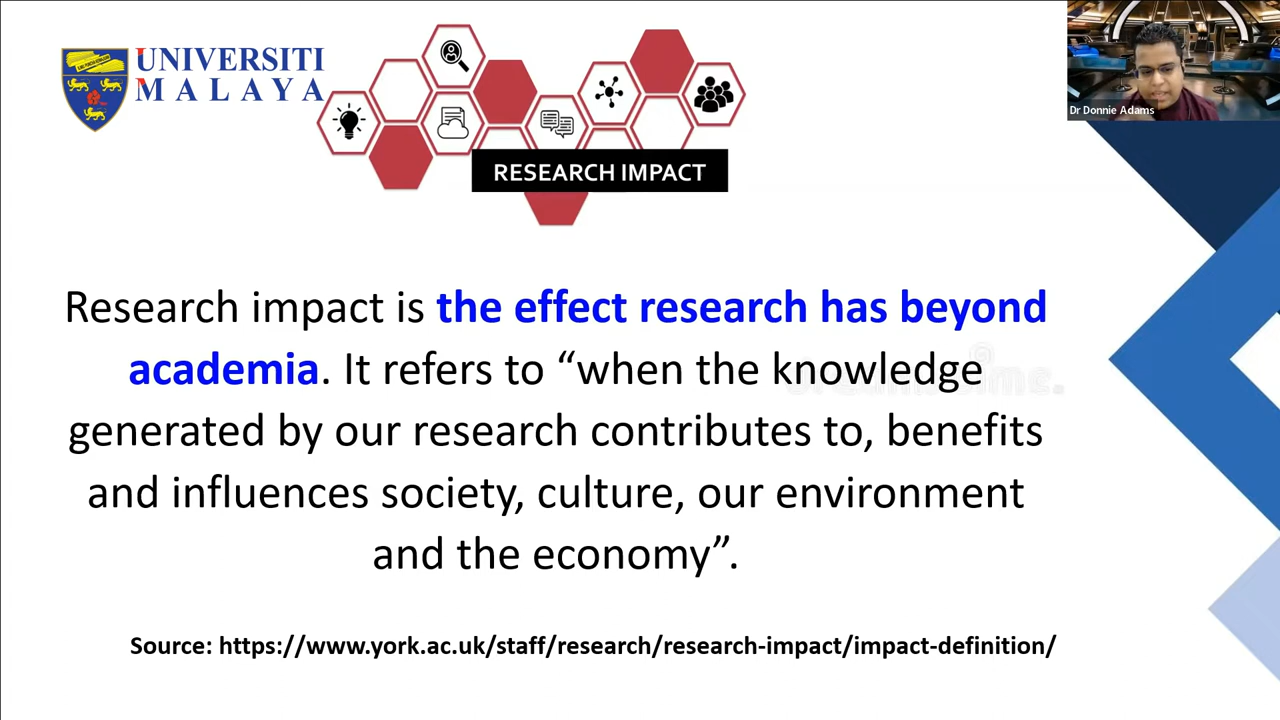 UNIVERSITI
MALAYA
Dr Donnie Adams
RESEARCH IMPACT
Research impact is the effect research has beyond
academia. It refers to “when the knowledge
generated by our research contributes to, benefits
and influences society, culture, our environment
and the economy”.
Source: https://www.york.ac.uk/staff/research/research-impact/impact-definition/